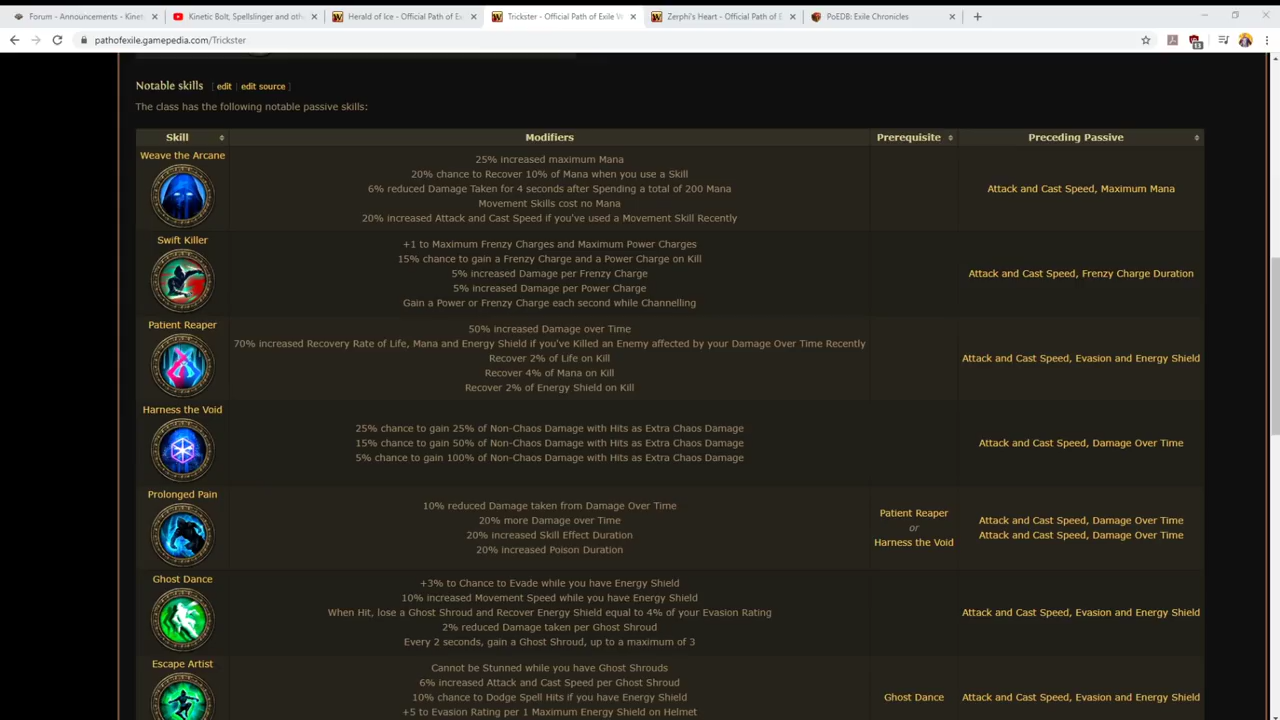 Forum - Announcements - Kinet
Kinetic Bolt, Spellslinger and oth
Herald of Ice - Official Path of Ex
Trickster - Official Path of Exile W
Zerphi's Heart - Official Path of E
PoEDB: Exile Chronicles
pathofexile.gamepedia.com/Trickster
Notable skills [ edit | edit source ]
The class has the following notable passive skills:
Skill Modifiers Prerequisite Preceding Passive
Weave the Arcane
25% increased maximum Mana
20% chance to Recover 10% of Mana when you use a Skill
6% reduced Damage Taken for 4 seconds after Spending a total of 200 Mana
Movement Skills cost no Mana
20% increased Attack and Cast Speed if you've used a Movement Skill Recently
Attack and Cast Speed, Maximum Mana
Swift Killer
+1 to Maximum Frenzy Charges and Maximum Power Charges
15% chance to gain a Frenzy Charge and a Power Charge on Kill
5% increased Damage per Frenzy Charge
5% increased Damage per Power Charge
Gain a Power or Frenzy Charge each second while Channelling
Attack and Cast Speed, Frenzy Charge Duration
Patient Reaper
50% increased Damage over Time
70% increased Recovery Rate of Life, Mana and Energy Shield if you've Killed an Enemy affected by your Damage Over Time Recently
Recover 2% of Life on Kill
Recover 4% of Mana on Kill
Recover 2% of Energy Shield on Kill
Attack and Cast Speed, Evasion and Energy Shield
Harness the Void
25% chance to gain 25% of Non-Chaos Damage with Hits as Extra Chaos Damage
15% chance to gain 50% of Non-Chaos Damage with Hits as Extra Chaos Damage
5% chance to gain 100% of Non-Chaos Damage with Hits as Extra Chaos Damage
Attack and Cast Speed, Damage Over Time
Prolonged Pain
10% reduced Damage taken from Damage Over Time
20% more Damage over Time
20% increased Skill Effect Duration
20% increased Poison Duration
Patient Reaper
or
Harness the Void
Attack and Cast Speed, Damage Over Time
Attack and Cast Speed, Damage Over Time
Ghost Dance
+3% to Chance to Evade while you have Energy Shield
10% increased Movement Speed while you have Energy Shield
When Hit, lose a Ghost Shroud and Recover Energy Shield equal to 4% of your Evasion Rating
2% reduced Damage taken per Ghost Shroud
Every 2 seconds, gain a Ghost Shroud, up to a maximum of 3
Attack and Cast Speed, Evasion and Energy Shield
Escape Artist
Cannot be Stunned while you have Ghost Shrouds
6% increased Attack and Cast Speed per Ghost Shroud
10% chance to Dodge Spell Hits if you have Energy Shield
+5 to Evasion Rating per 1 Maximum Energy Shield on Helmet
Ghost Dance
Attack and Cast Speed, Evasion and Energy Shield